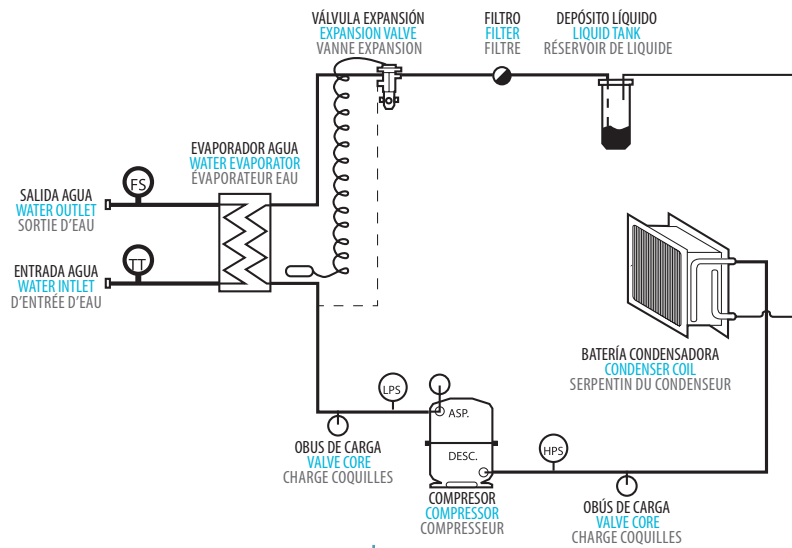 VÁLVULA EXPANSIÓN
EXPANSION VALVE
VANNE EXPANSION
FILTRO
FILTER
FILTRE
DEPÓSITO LÍQUIDO
LIQUID TANK
RÉSERVOIR DE LIQUIDE
EVAPORADOR AGUA
WATER EVAPORATOR
ÉVAPORATEUR EAU
FS
SALIDA AGUA
WATER OUTLET
SORTIE D'EAU
TT
ENTRADA AGUA
WATER INTLET
D'ENTRÉE D'EAU
BATERÍA CONDENSADORA
CONDENSER COIL
SERPENTIN DU CONDENSEUR
LPS
ASP.
DESC.
HPS
OBUS DE CARGA
VALVE CORE
CHARGE COQUILLES
COMPRESOR
COMPRESSOR
COMPRESSEUR
OBÚS DE CARGA
VALVE CORE
CHARGE COQUILLES